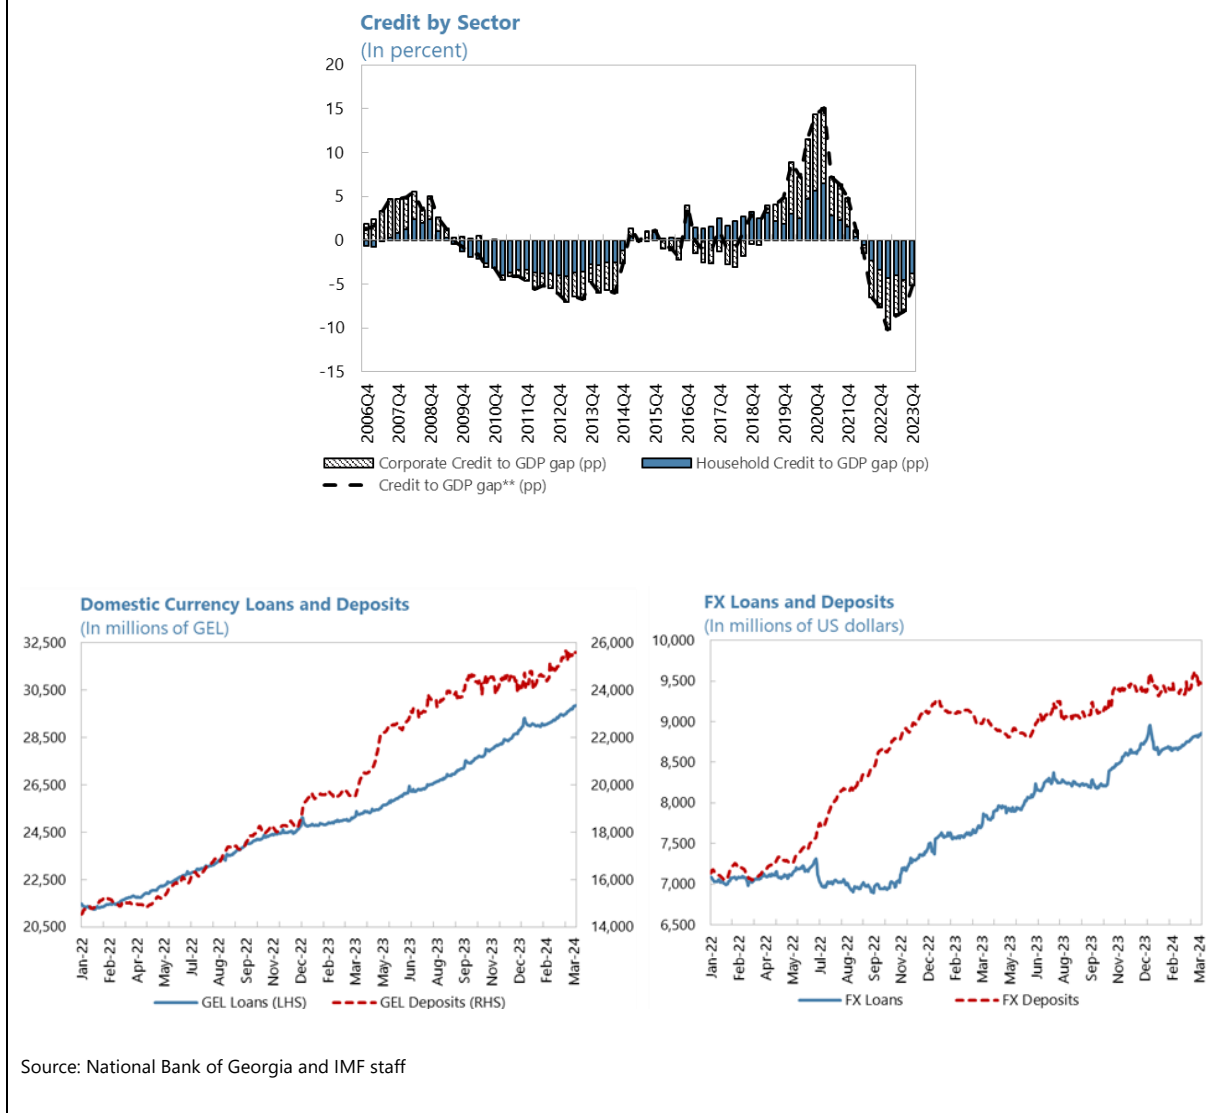 Credit by Sector
(In percent)
20
15
10
5
0
-5
-10
-15
2006Q4
2007Q4
2008Q4
2009Q4
2010Q4
2011Q4
2012Q4
2013Q4
2014Q4
2015Q4
2016Q4
2017Q4
2018Q4
2019Q4
2020Q4
2021Q4
2022Q4
2023Q4
Corporate Credit to GDP gap (pp)
Household Credit to GDP gap (pp)
Credit to GDP gap** (pp)
Domestic Currency Loans and Deposits
(In millions of GEL)
32,500
30,500
28,500
26,500
24,500
22,500
20,500
26,000
24,000
22,000
20,000
18,000
16,000
14,000
Jan-22
Feb-22
Apr-22
May-22
Jul-22
Aug-22
Sep-22
Nov-22
Dec-22
Feb-23
Mar-23
May-23
Jun-23
Aug-23
Sep-23
Nov-23
Dec-23
Feb-24
Mar-24
GEL Loans (LHS)
GEL Deposits (RHS)
FX Loans and Deposits
(In millions of US dollars)
10,000
9,500
9,000
8,500
8,000
7,500
7,000
6,500
Jan-22
Feb-22
Apr-22
May-22
Jul-22
Aug-22
Sep-22
Nov-22
Dec-22
Feb-23
Mar-23
May-23
Jun-23
Aug-23
Sep-23
Nov-23
Dec-23
Feb-24
Mar-24
FX Loans
FX Deposits
Source: National Bank of Georgia and IMF staff